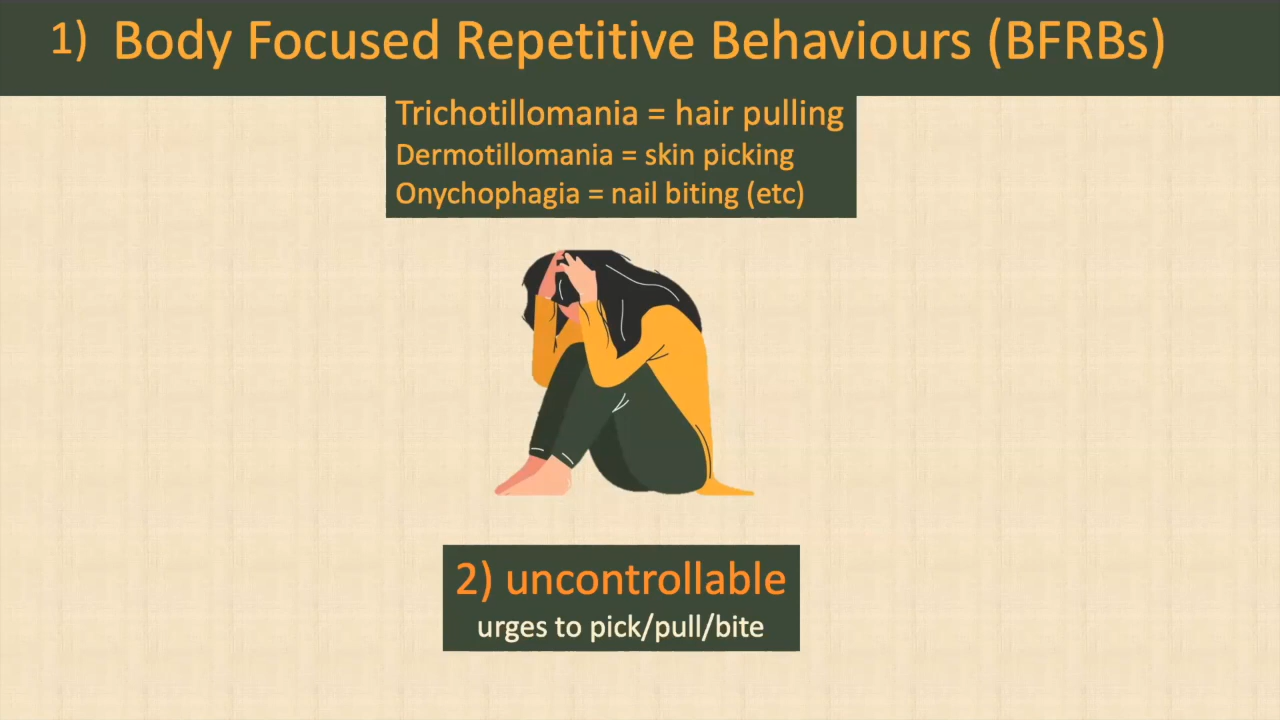 1) Body Focused Repetitive Behaviours (BFRBs)
Trichotillomania = hair pulling
Dermotillomania = skin picking
Onychophagia = nail biting (etc)
2) uncontrollable
urges to pick/pull/bite